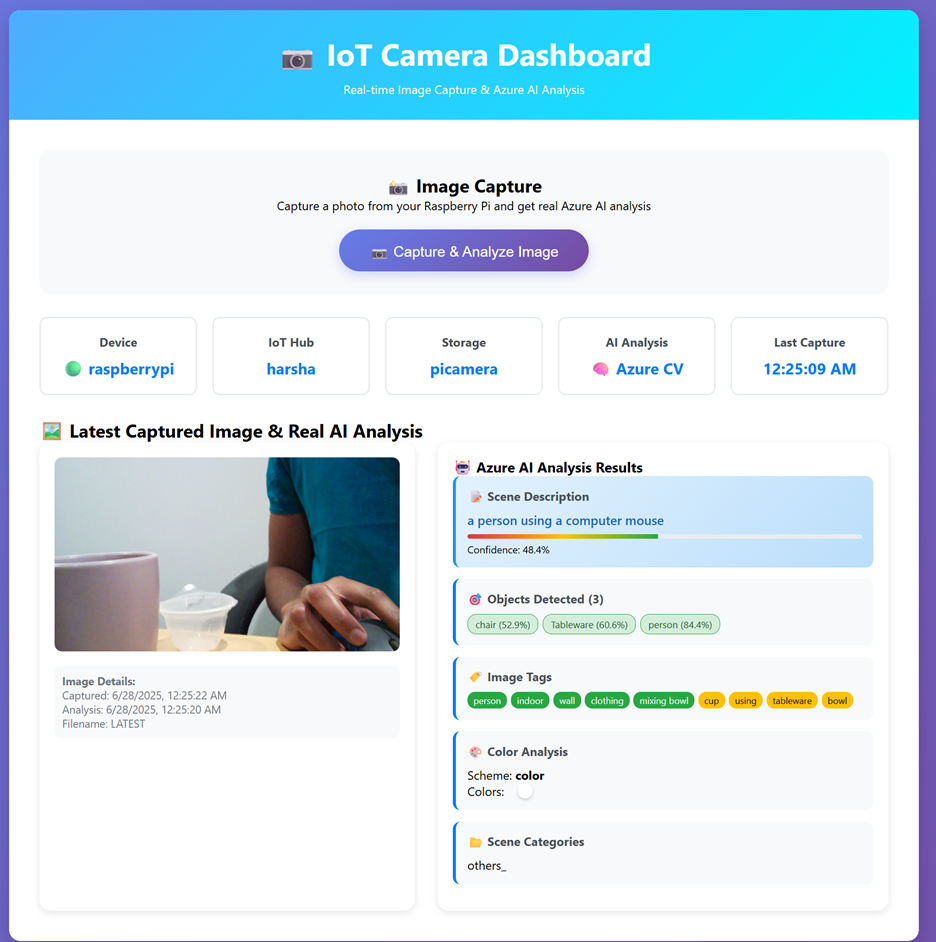 IoT Camera Dashboard
Real-time Image Capture & Azure AI Analysis
Image Capture
Capture a photo from your Raspberry Pi and get real Azure AI analysis
Capture & Analyze Image
Device
raspberrypi
IoT Hub
harsha
Storage
picamera
AI Analysis
Azure CV
Last Capture
12:25:09 AM
Latest Captured Image & Real AI Analysis
Image Details:
Captured: 6/28/2025, 12:25:22 AM
Analysis: 6/28/2025, 12:25:20 AM
Filename: LATEST
Azure AI Analysis Results
Scene Description
a person using a computer mouse
Confidence: 48.4%
Objects Detected (3)
chair (52.9%) Tableware (60.6%) person (84.4%)
Image Tags
person indoor wall clothing mixing bowl cup using tableware bowl
Color Analysis
Scheme: color
Colors:
Scene Categories
others_